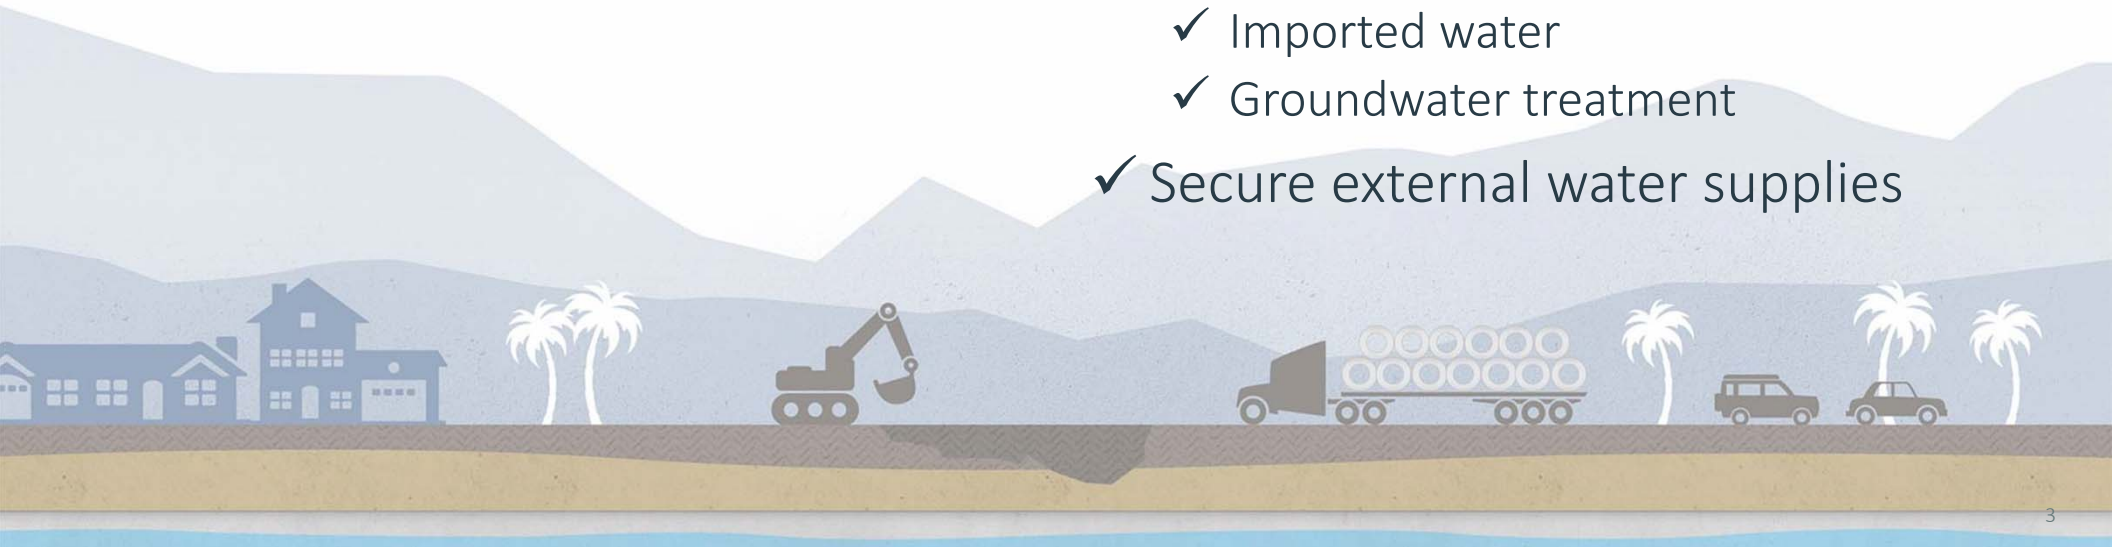 ✓ Imported water
✓ Groundwater treatment
✓ Secure external water supplies
3